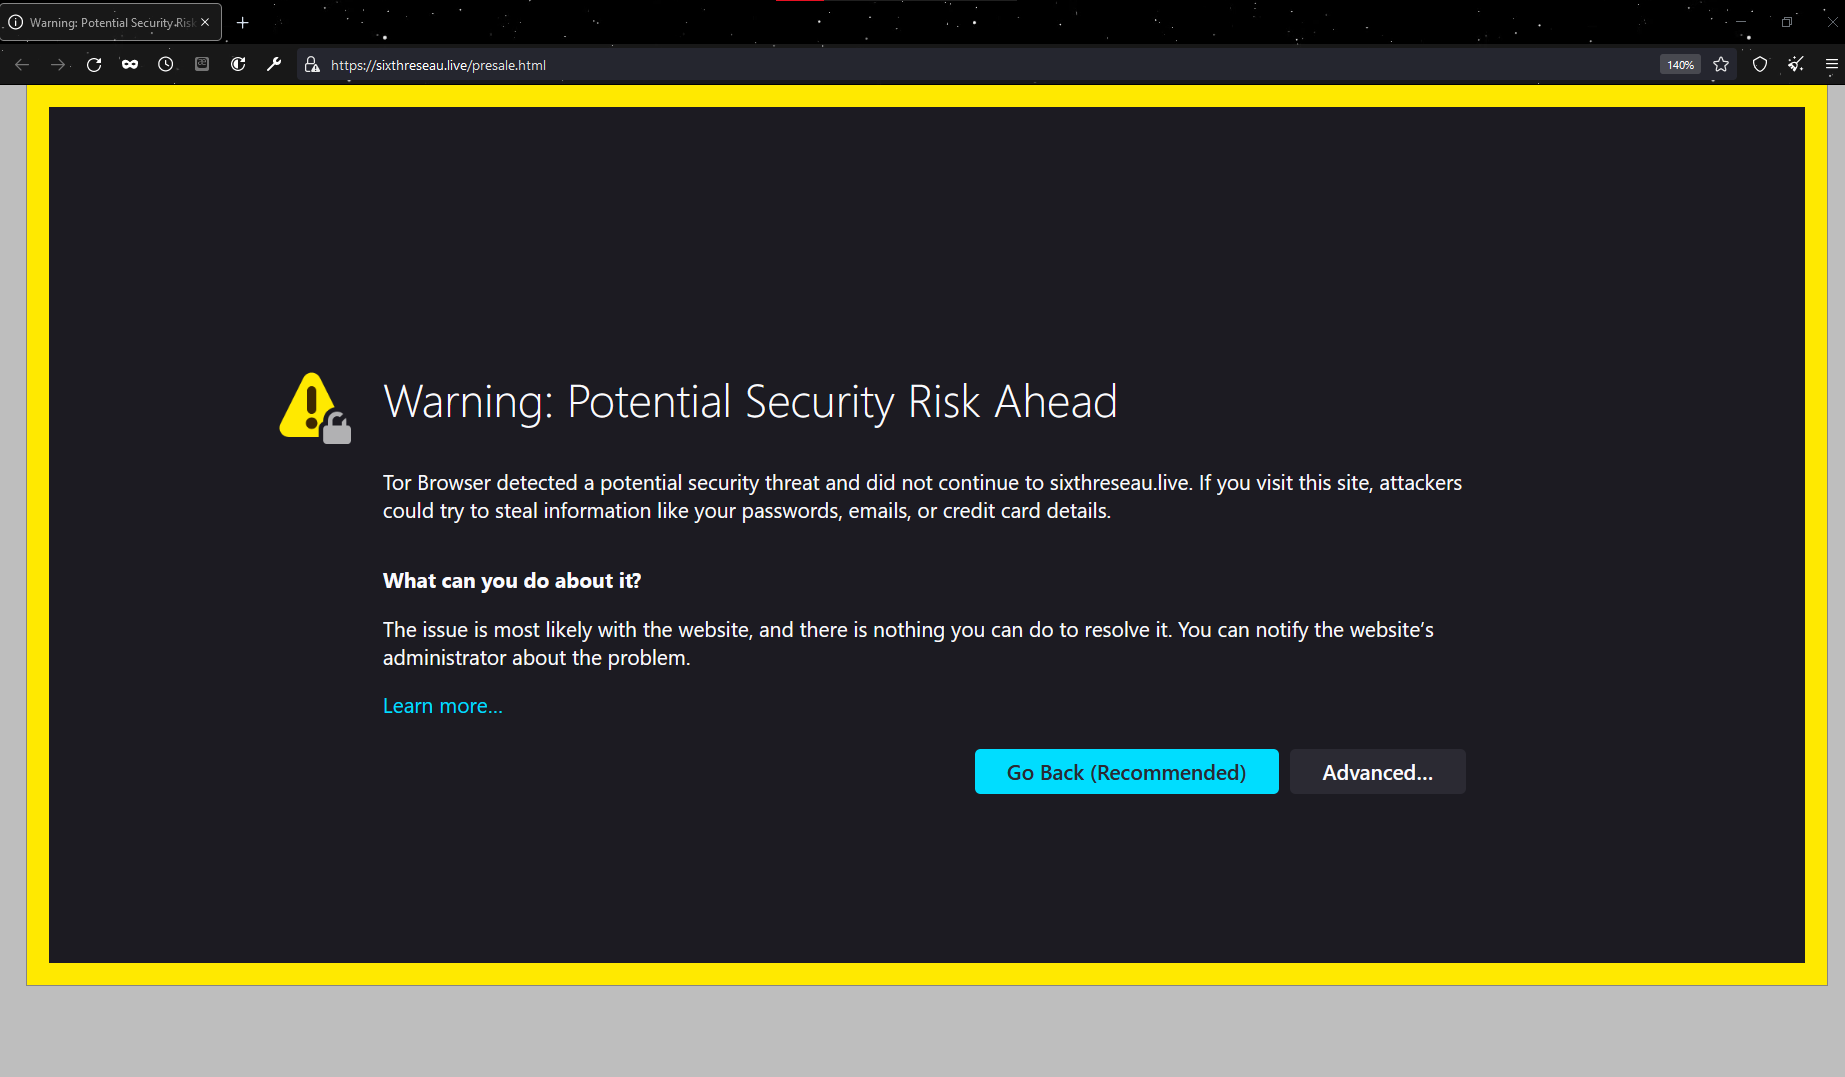 Warning: Potential Security Ris
https://sixthreseau.live/presale.html
140%
Warning: Potential Security Risk Ahead
Tor Browser detected a potential security threat and did not continue to sixthreseau.live. If you visit this site, attackers
could try to steal information like your passwords, emails, or credit card details.
What can you do about it?
The issue is most likely with the website, and there is nothing you can do to resolve it. You can notify the website’s
administrator about the problem.
Learn more…
Go Back (Recommended)
Advanced…